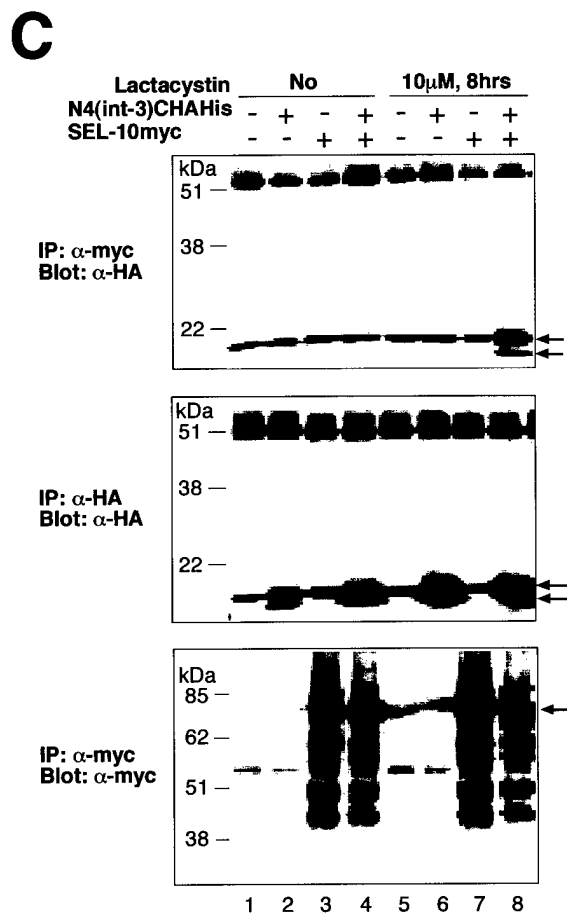 C
Lactacystin No 10μM, 8hrs
N4(int-3)CHAHis - + - + - + - +
SEL-10myc - - + + - - + +
kDa
51
38
22
IP: α-myc
Blot: α-HA
kDa
51
38
22
IP: α-HA
Blot: α-HA
kDa
85
62
51
38
IP: α-myc
Blot: α-myc
1 2 3 4 5 6 7 8